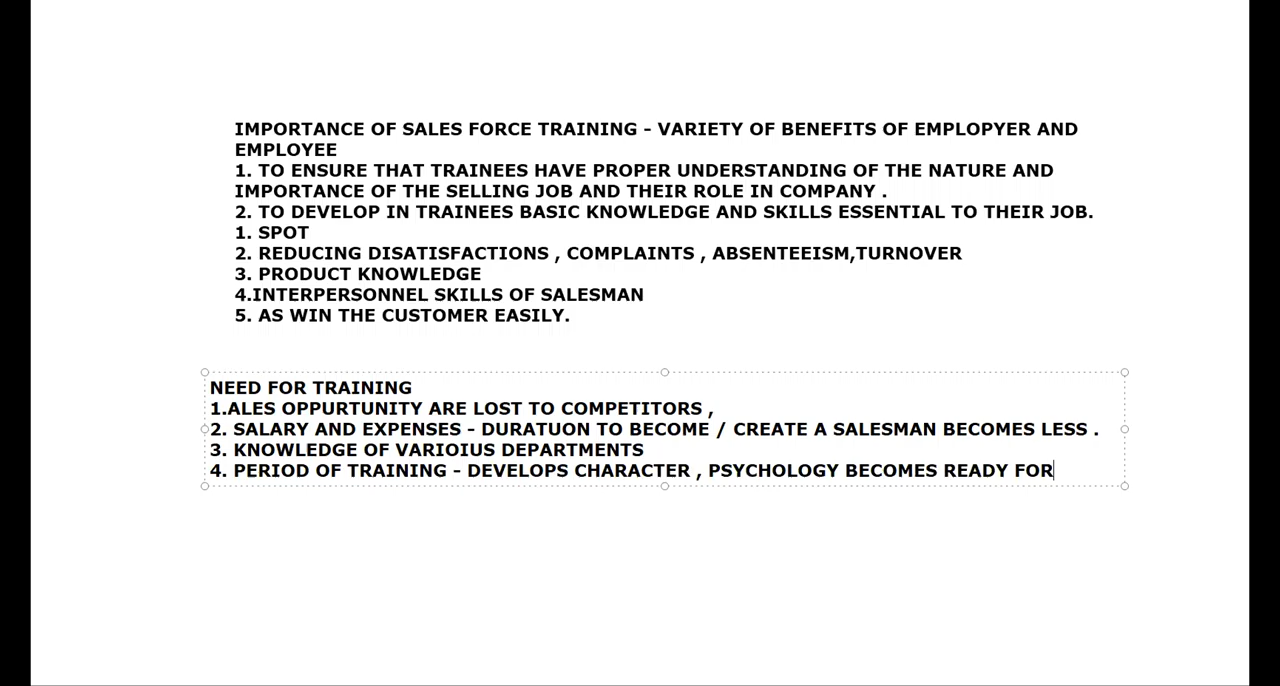 IMPORTANCE OF SALES FORCE TRAINING - VARIETY OF BENEFITS OF EMPLOPYER AND
EMPLOYEE
1. TO ENSURE THAT TRAINEES HAVE PROPER UNDERSTANDING OF THE NATURE AND
IMPORTANCE OF THE SELLING JOB AND THEIR ROLE IN COMPANY .
2. TO DEVELOP IN TRAINEES BASIC KNOWLEDGE AND SKILLS ESSENTIAL TO THEIR JOB.
1. SPOT
2. REDUCING DISATISFACTIONS , COMPLAINTS , ABSENTEEISM,TURNOVER
3. PRODUCT KNOWLEDGE
4.INTERPERSONNEL SKILLS OF SALESMAN
5. AS WIN THE CUSTOMER EASILY.
NEED FOR TRAINING
1.ALES OPPURTUNITY ARE LOST TO COMPETITORS ,
2. SALARY AND EXPENSES - DURATUON TO BECOME / CREATE A SALESMAN BECOMES LESS .
3. KNOWLEDGE OF VARIOIUS DEPARTMENTS
4. PERIOD OF TRAINING - DEVELOPS CHARACTER , PSYCHOLOGY BECOMES READY FOR